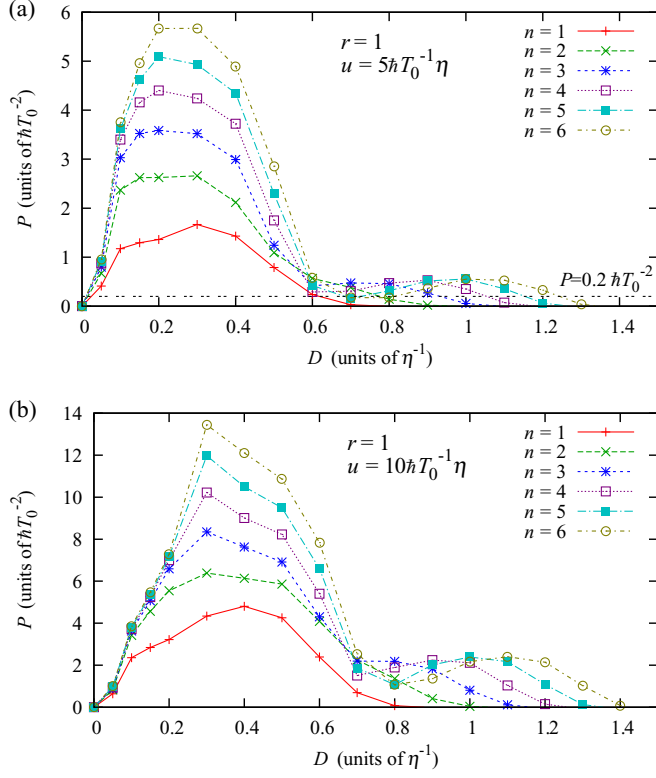 (a)
6
5
4
3
2
1
0
P (units of ħT₀⁻²)
r = 1
u = 5ħT₀⁻¹η
n = 1
n = 2
n = 3
n = 4
n = 5
n = 6
P=0.2 ħT₀⁻²
0 0.2 0.4 0.6 0.8 1 1.2 1.4
D (units of η⁻¹)
(b)
14
12
10
8
6
4
2
0
P (units of ħT₀⁻²)
r = 1
u = 10ħT₀⁻¹η
n = 1
n = 2
n = 3
n = 4
n = 5
n = 6
0 0.2 0.4 0.6 0.8 1 1.2 1.4
D (units of η⁻¹)